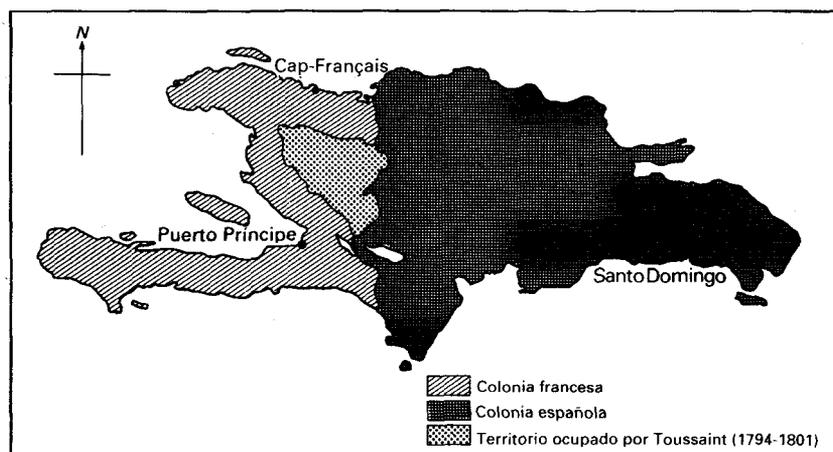 N
Cap-Français
Puerto Príncipe
Santo Domingo
Colonia francesa
Colonia española
Territorio ocupado por Toussaint (1794-1801)